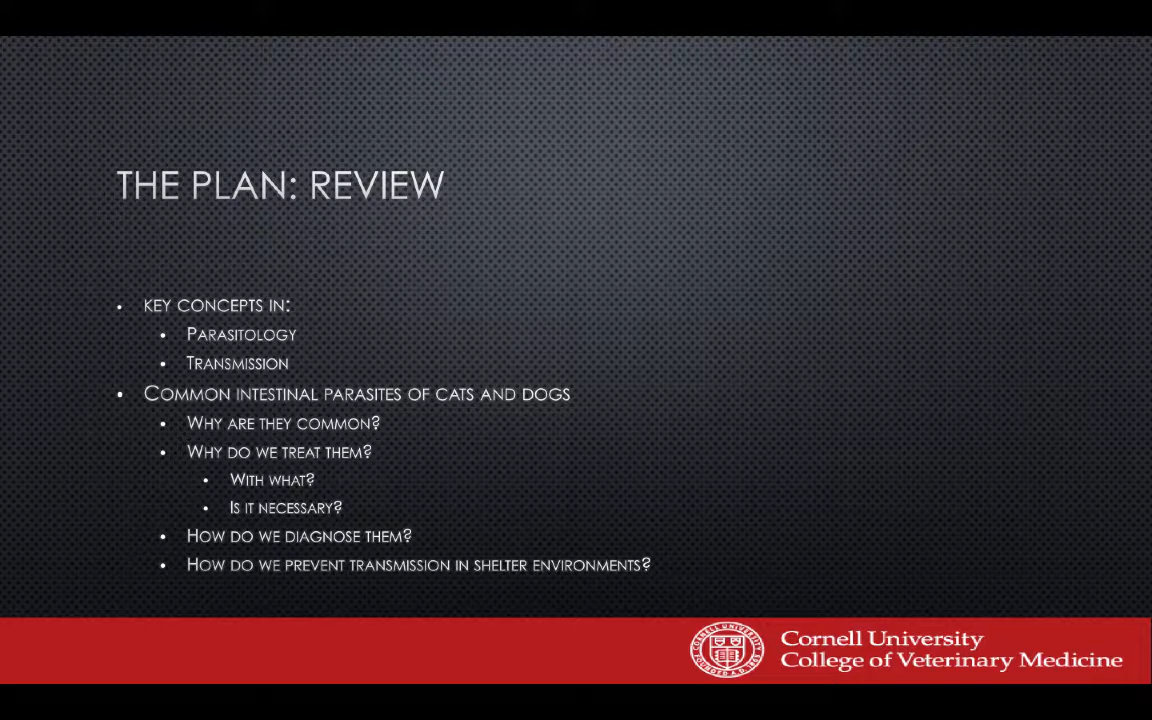 THE PLAN: REVIEW
• KEY CONCEPTS IN:
• PARASITOLOGY
• TRANSMISSION
• COMMON INTESTINAL PARASITES OF CATS AND DOGS
• WHY ARE THEY COMMON?
• WHY DO WE TREAT THEM?
• WITH WHAT?
• IS IT NECESSARY?
• HOW DO WE DIAGNOSE THEM?
• HOW DO WE PREVENT TRANSMISSION IN SHELTER ENVIRONMENTS?
Cornell University
College of Veterinary Medicine